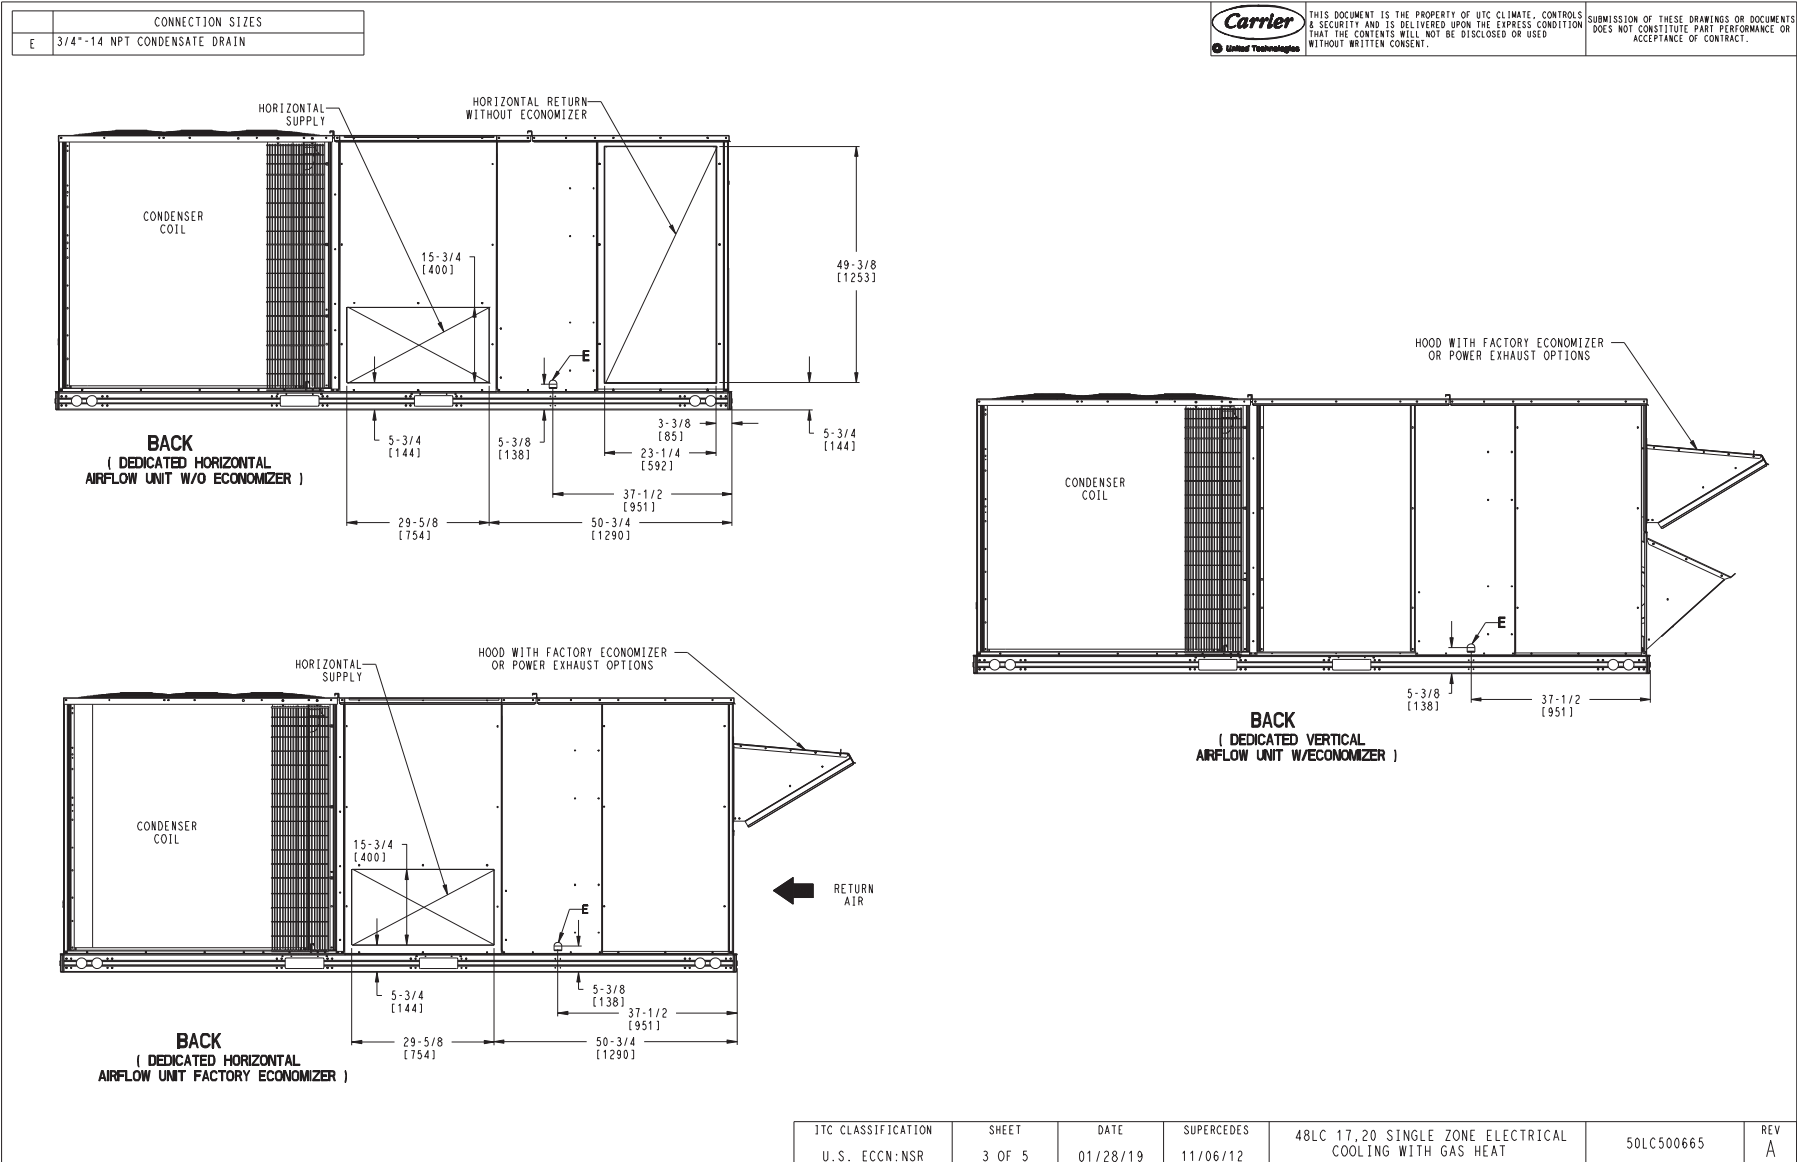 CONNECTION SIZES
E 3/4"-14 NPT CONDENSATE DRAIN
Carrier
United Technologies
THIS DOCUMENT IS THE PROPERTY OF UTC CLIMATE, CONTROLS
& SECURITY AND IS DELIVERED UPON THE EXPRESS CONDITION
THAT THE CONTENTS WILL NOT BE DISCLOSED OR USED
WITHOUT WRITTEN CONSENT.
SUBMISSION OF THESE DRAWINGS OR DOCUMENTS
DOES NOT CONSTITUTE PART PERFORMANCE OR
ACCEPTANCE OF CONTRACT.
HORIZONTAL
SUPPLY
HORIZONTAL RETURN
WITHOUT ECONOMIZER
CONDENSER
COIL
15-3/4
[400]
49-3/8
[1253]
E
5-3/4
[144]
5-3/8
[138]
3-3/8
[85]
23-1/4
[592]
5-3/4
[144]
37-1/2
[951]
29-5/8
[754]
50-3/4
[1290]
BACK
( DEDICATED HORIZONTAL
AIRFLOW UNIT W/O ECONOMIZER )
HOOD WITH FACTORY ECONOMIZER
OR POWER EXHAUST OPTIONS
CONDENSER
COIL
E
5-3/8
[138]
37-1/2
[951]
BACK
( DEDICATED VERTICAL
AIRFLOW UNIT W/ECONOMIZER )
HORIZONTAL
SUPPLY
HOOD WITH FACTORY ECONOMIZER
OR POWER EXHAUST OPTIONS
CONDENSER
COIL
15-3/4
[400]
RETURN
AIR
E
5-3/4
[144]
5-3/8
[138]
37-1/2
[951]
29-5/8
[754]
50-3/4
[1290]
BACK
( DEDICATED HORIZONTAL
AIRFLOW UNIT FACTORY ECONOMIZER )
ITC CLASSIFICATION
U.S. ECCN:NSR
SHEET
3 OF 5
DATE
01/28/19
SUPERCEDES
11/06/12
48LC 17,20 SINGLE ZONE ELECTRICAL
COOLING WITH GAS HEAT
50LC500665
REV
A